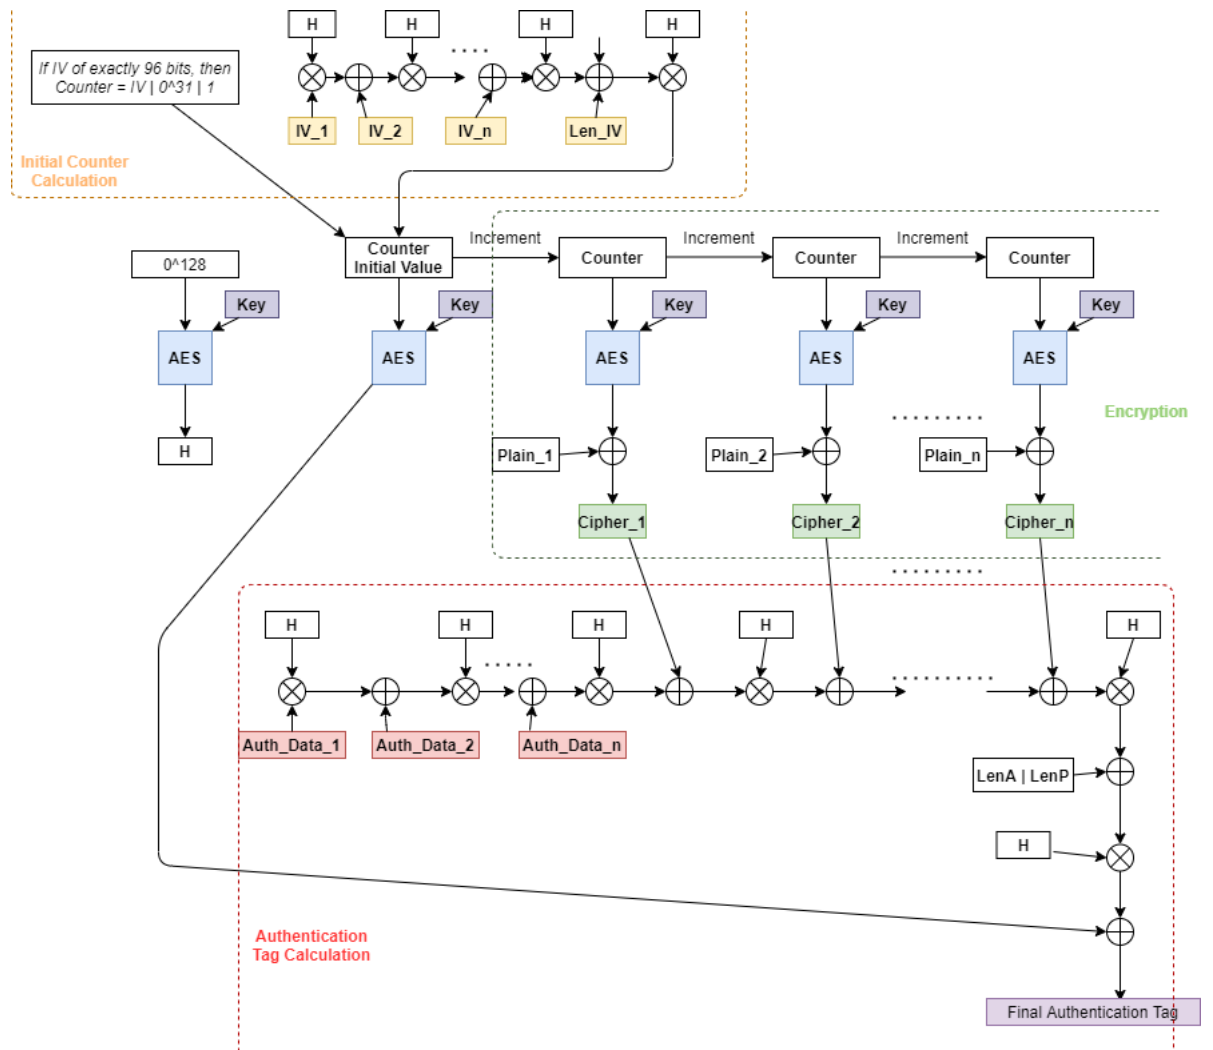 H
H
H
H
If IV of exactly 96 bits, then
Counter = IV | 0^31 | 1
IV_1
IV_2
IV_n
Len_IV
Initial Counter
Calculation
0^128
Counter
Initial Value
Increment
Counter
Increment
Counter
Increment
Counter
Key
Key
Key
Key
Key
AES
AES
AES
AES
AES
Encryption
H
Plain_1
Plain_2
Plain_n
Cipher_1
Cipher_2
Cipher_n
H
H
H
H
H
Auth_Data_1
Auth_Data_2
Auth_Data_n
LenA | LenP
H
Authentication
Tag Calculation
Final Authentication Tag